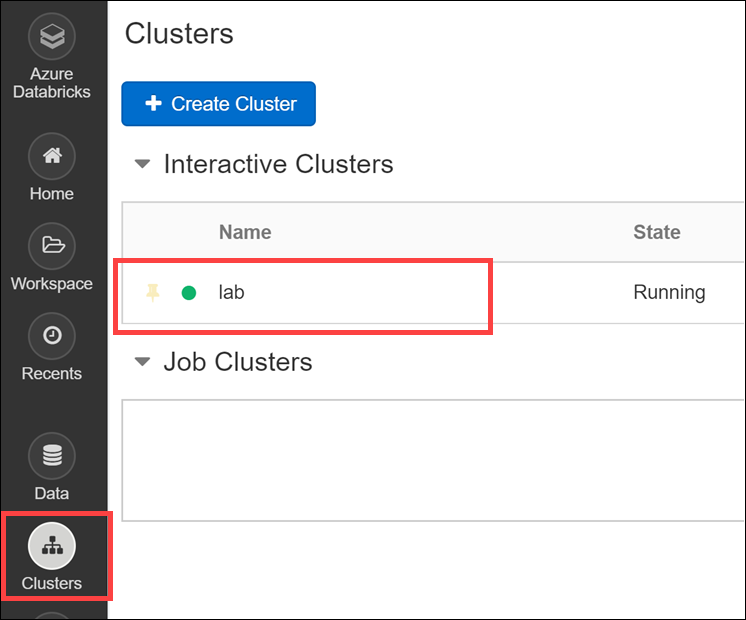 Azure
Databricks
Home
Workspace
Recents
Data
Clusters
Clusters
Create Cluster
Interactive Clusters
Name State
lab Running
Job Clusters